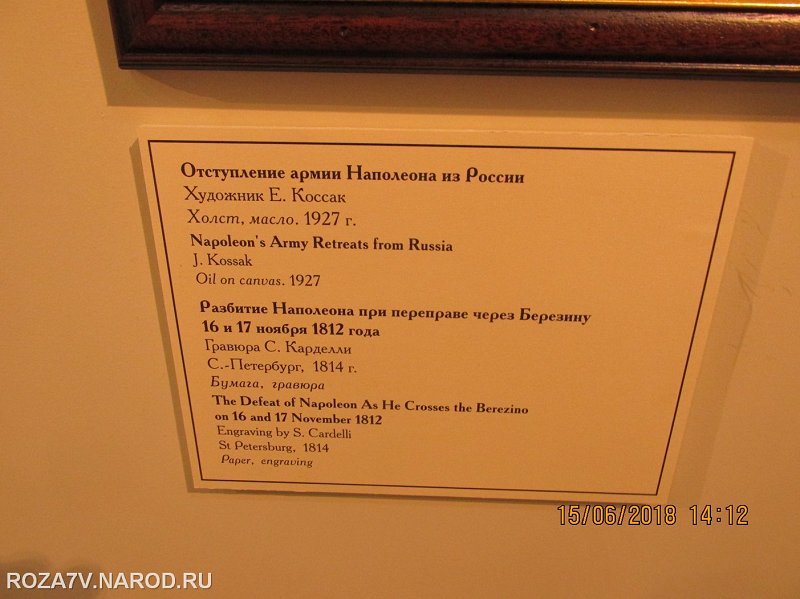 Отступление армии Наполеона из России
Художник Е. Коссак
Холст, масло. 1927 г.
Napoleon's Army Retreats from Russia
J. Kossak
Oil on canvas. 1927
Разбитие Наполеона при переправе через Березину
16 и 17 ноября 1812 года
Гравюра С. Карделли
С.-Петербург, 1814 г.
Бумага, гравюра
The Defeat of Napoleon As He Crosses the Berezino
on 16 and 17 November 1812
Engraving by S. Cardelli
St Petersburg, 1814
Paper, engraving
15/06/2018 14:12
ROZA7V.NAROD.RU